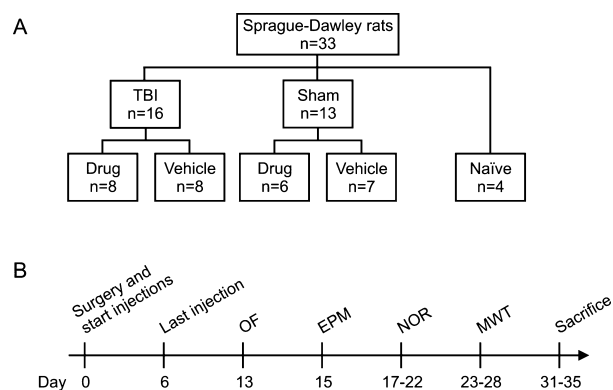 A
Sprague-Dawley rats
n=33
TBI
n=16
Sham
n=13
Drug
n=8
Vehicle
n=8
Drug
n=6
Vehicle
n=7
Naïve
n=4
B
Surgery and
start injections
Last injection
OF
EPM
NOR
MWT
Sacrifice
Day 0 6 13 15 17-22 23-28 31-35